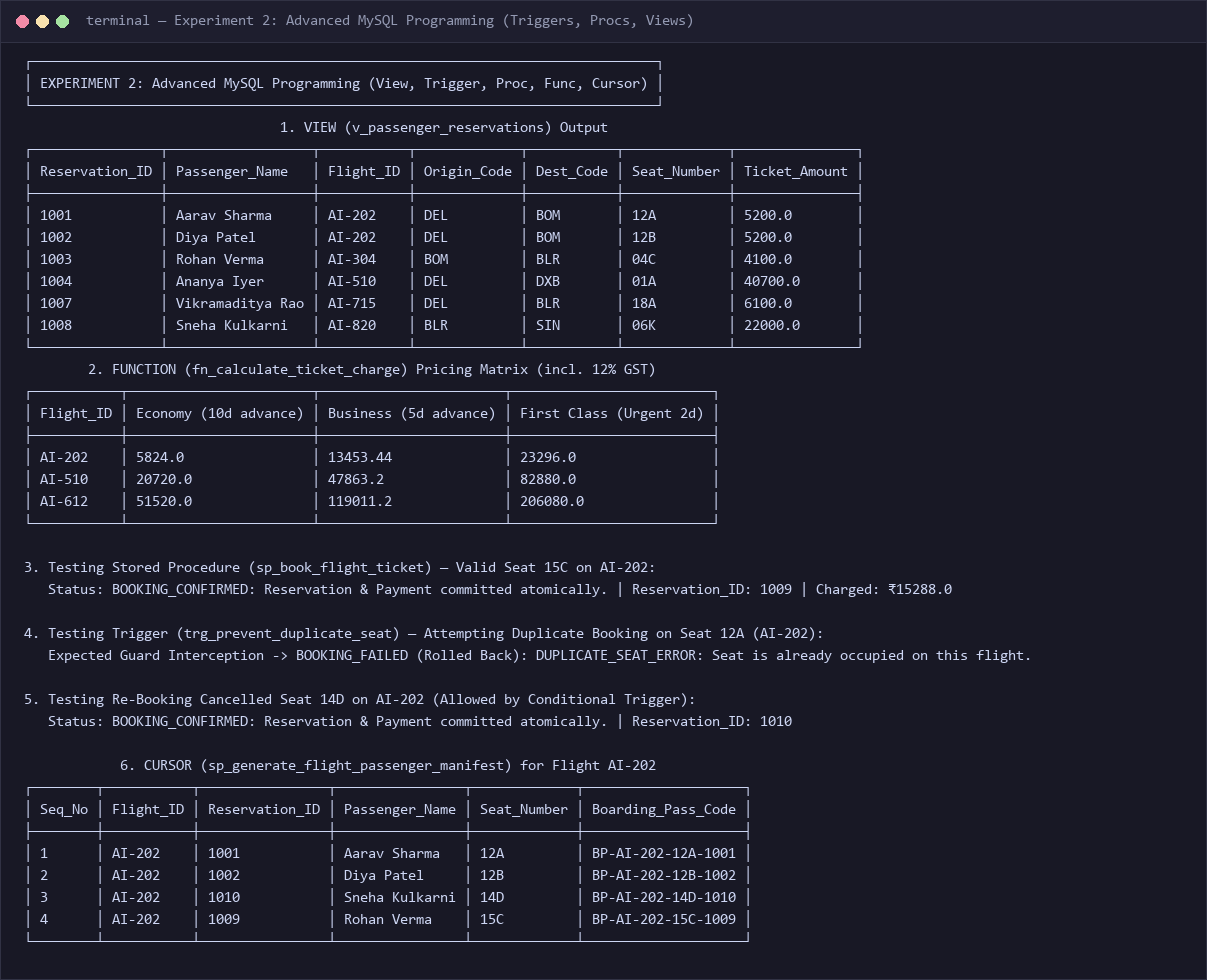 terminal — Experiment 2: Advanced MySQL Programming (Triggers, Procs, Views)
EXPERIMENT 2: Advanced MySQL Programming (View, Trigger, Proc, Func, Cursor)
1. VIEW (v_passenger_reservations) Output
Reservation_ID | Passenger_Name | Flight_ID | Origin_Code | Dest_Code | Seat_Number | Ticket_Amount
1001 | Aarav Sharma | AI-202 | DEL | BOM | 12A | 5200.0
1002 | Diya Patel | AI-202 | DEL | BOM | 12B | 5200.0
1003 | Rohan Verma | AI-304 | BOM | BLR | 04C | 4100.0
1004 | Ananya Iyer | AI-510 | DEL | DXB | 01A | 40700.0
1007 | Vikramaditya Rao | AI-715 | DEL | BLR | 18A | 6100.0
1008 | Sneha Kulkarni | AI-820 | BLR | SIN | 06K | 22000.0
2. FUNCTION (fn_calculate_ticket_charge) Pricing Matrix (incl. 12% GST)
Flight_ID | Economy (10d advance) | Business (5d advance) | First Class (Urgent 2d)
AI-202 | 5824.0 | 13453.44 | 23296.0
AI-510 | 20720.0 | 47863.2 | 82880.0
AI-612 | 51520.0 | 119011.2 | 206080.0
3. Testing Stored Procedure (sp_book_flight_ticket) — Valid Seat 15C on AI-202:
Status: BOOKING_CONFIRMED: Reservation & Payment committed atomically. | Reservation_ID: 1009 | Charged: ₹15288.0
4. Testing Trigger (trg_prevent_duplicate_seat) — Attempting Duplicate Booking on Seat 12A (AI-202):
Expected Guard Interception -> BOOKING_FAILED (Rolled Back): DUPLICATE_SEAT_ERROR: Seat is already occupied on this flight.
5. Testing Re-Booking Cancelled Seat 14D on AI-202 (Allowed by Conditional Trigger):
Status: BOOKING_CONFIRMED: Reservation & Payment committed atomically. | Reservation_ID: 1010
6. CURSOR (sp_generate_flight_passenger_manifest) for Flight AI-202
Seq_No | Flight_ID | Reservation_ID | Passenger_Name | Seat_Number | Boarding_Pass_Code
1 | AI-202 | 1001 | Aarav Sharma | 12A | BP-AI-202-12A-1001
2 | AI-202 | 1002 | Diya Patel | 12B | BP-AI-202-12B-1002
3 | AI-202 | 1010 | Sneha Kulkarni | 14D | BP-AI-202-14D-1010
4 | AI-202 | 1009 | Rohan Verma | 15C | BP-AI-202-15C-1009